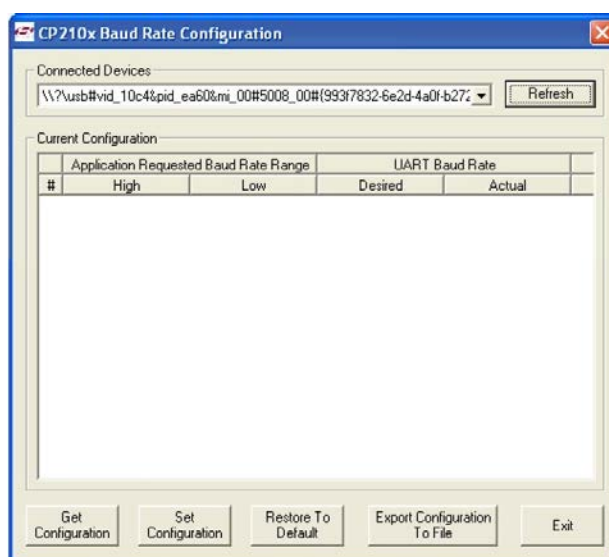 CP210x Baud Rate Configuration
Connected Devices
\\?\usb#vid_10c4&pid_ea60&mi_00#5008_00#{993f7832-6e2d-4a0f-b272
Refresh
Current Configuration
Application Requested Baud Rate Range UART Baud Rate
# High Low Desired Actual
Get Configuration
Set Configuration
Restore To Default
Export Configuration To File
Exit